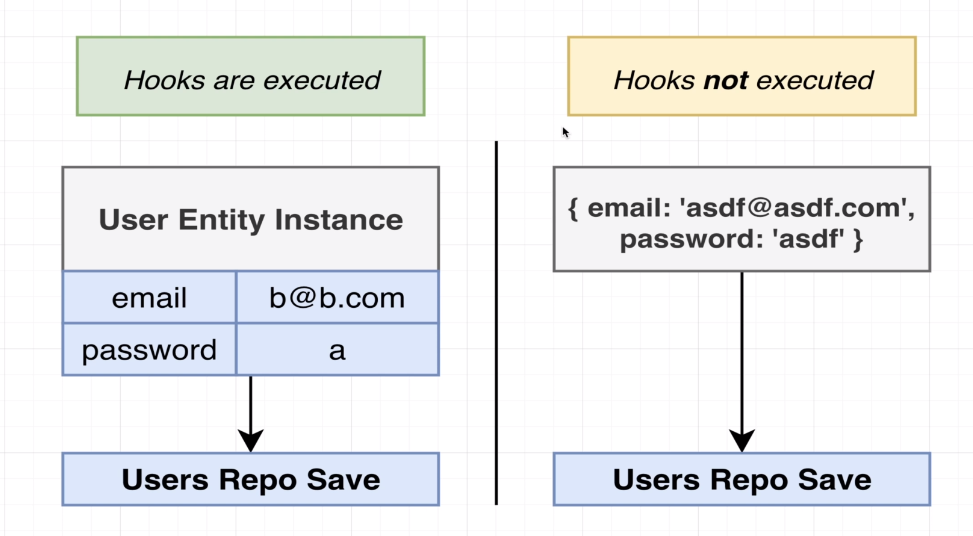 Hooks are executed
Hooks not executed
User Entity Instance
email
b@b.com
password
a
Users Repo Save
{ email: 'asdf@asdf.com',
password: 'asdf' }
Users Repo Save